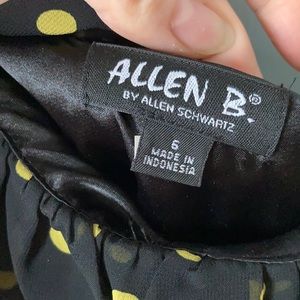 ALLEN B.®
BY ALLEN SCHWARTZ
6
MADE IN
INDONESIA